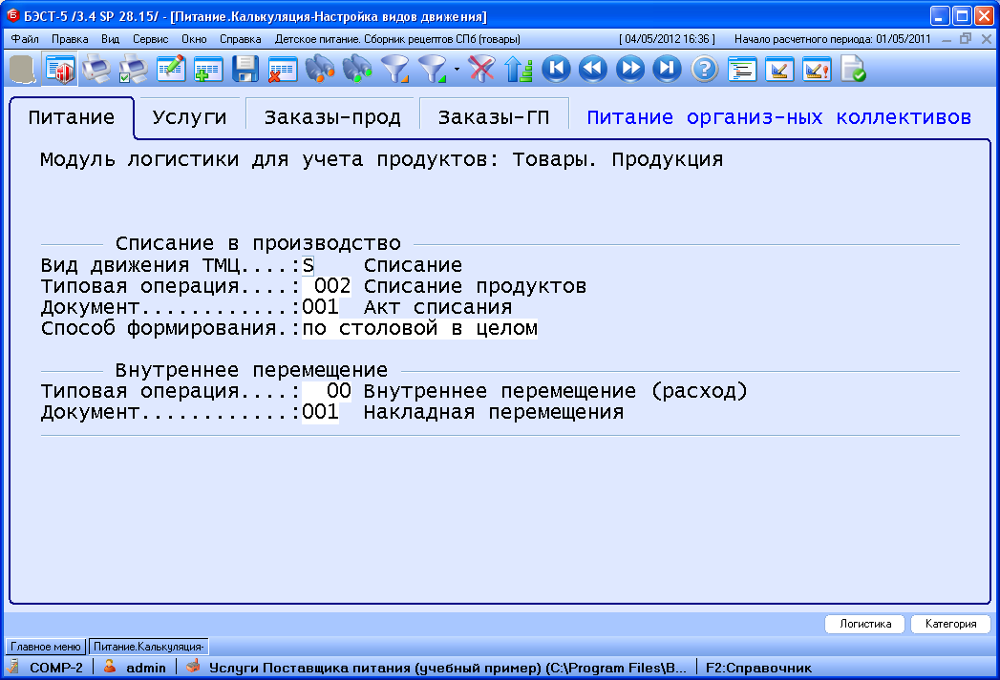 БЭСТ-5 /3.4 SP 28.15/ - [Питание.Калькуляция-Настройка видов движения]
Файл Правка Вид Сервис Окно Справка Детское питание. Сборник рецептов СПб (товары) [ 04/05/2012 16:36 ] Начало расчетного периода: 01/05/2011
Питание Услуги Заказы-прод Заказы-ГП Питание организ-ных коллективов
Модуль логистики для учета продуктов: Товары. Продукция
Списание в производство
Вид движения ТМЦ....:S Списание
Типовая операция....: 002 Списание продуктов
Документ............:001 Акт списания
Способ формирования.:по столовой в целом
Внутреннее перемещение
Типовая операция....: 00 Внутреннее перемещение (расход)
Документ............:001 Накладная перемещения
Логистика Категория
Главное меню Питание.Калькуляция-
COMP-2 admin Услуги Поставщика питания (учебный пример) (C:\Program Files\B... F2:Справочник